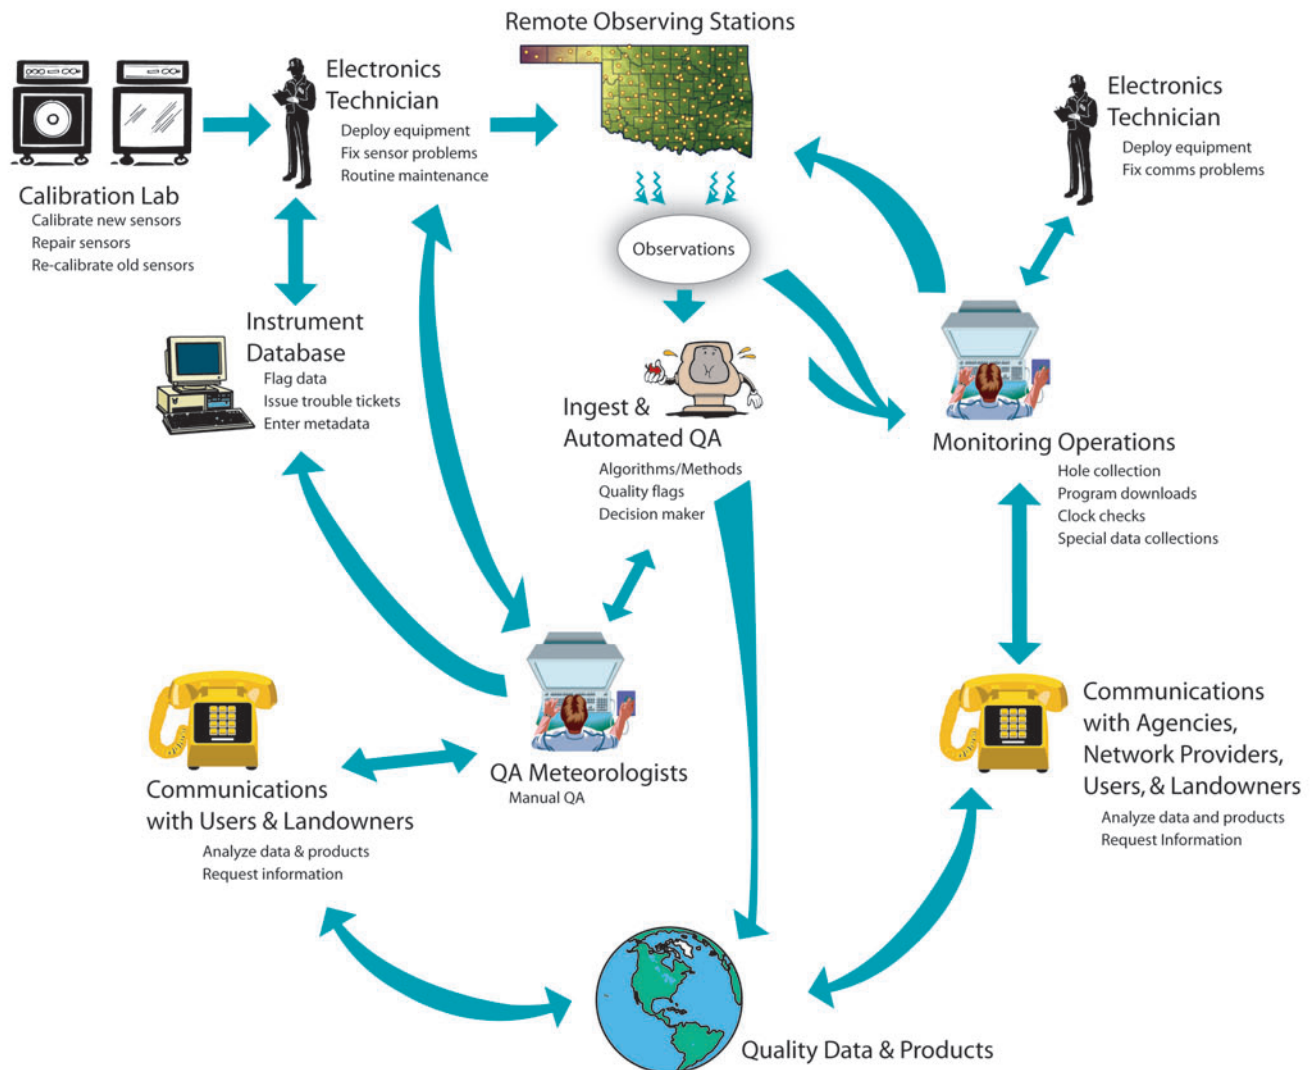 Remote Observing Stations
Electronics
Technician
Deploy equipment
Fix sensor problems
Routine maintenance
Electronics
Technician
Deploy equipment
Fix comms problems
Calibration Lab
Calibrate new sensors
Repair sensors
Re-calibrate old sensors
Observations
Instrument
Database
Flag data
Issue trouble tickets
Enter metadata
Ingest &
Automated QA
Algorithms/Methods
Quality flags
Decision maker
Monitoring Operations
Hole collection
Program downloads
Clock checks
Special data collections
QA Meteorologists
Manual QA
Communications
with Users & Landowners
Analyze data & products
Request information
Communications
with Agencies,
Network Providers,
Users, & Landowners
Analyze data and products
Request Information
Quality Data & Products